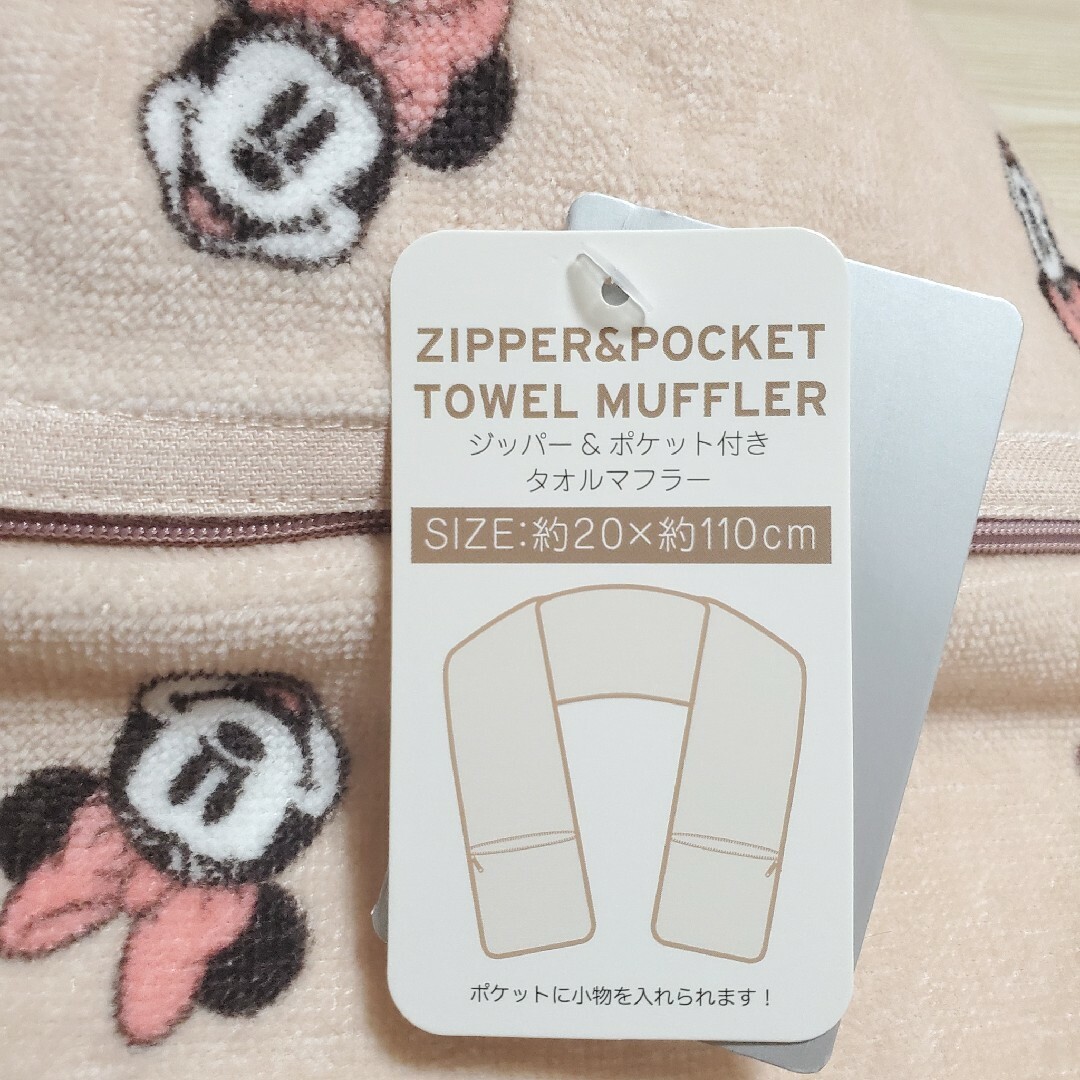 ZIPPER&POCKET
TOWEL MUFFLER
ジッパー & ポケット付き
タオルマフラー
SIZE:約20×約110cm
ポケットに小物を入れられます！